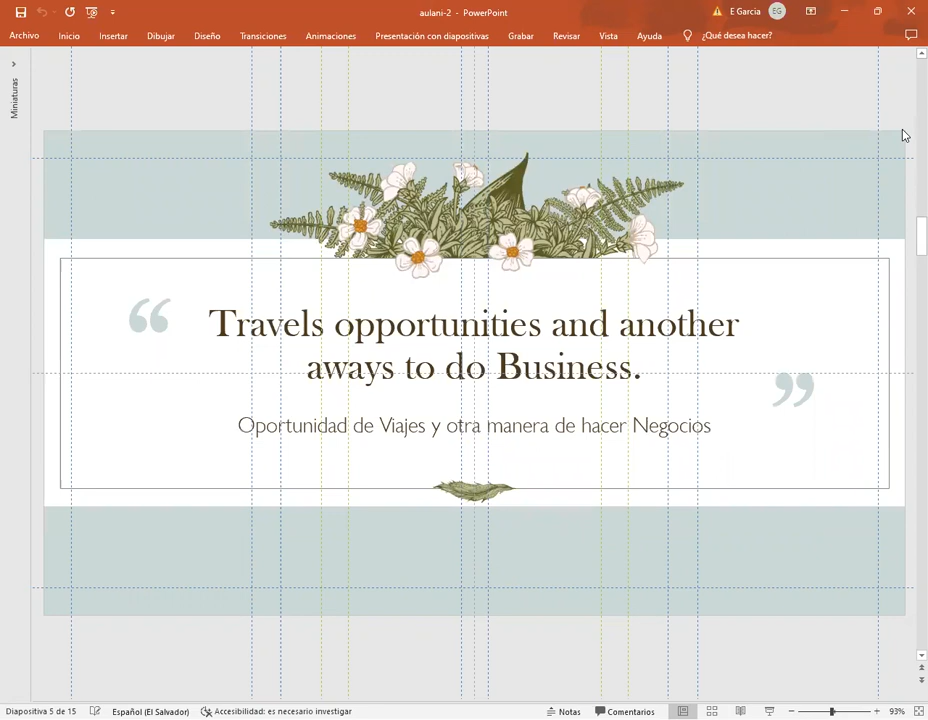 aulani-2 - PowerPoint
E Garcia EG
Archivo Inicio Insertar Dibujar Diseño Transiciones Animaciones Presentación con diapositivas Grabar Revisar Vista Ayuda ¿Qué desea hacer?
Miniaturas
“
Travels opportunities and another
aways to do Business.
”
Oportunidad de Viajes y otra manera de hacer Negocios
Diapositiva 5 de 15 Español (El Salvador) Accesibilidad: es necesario investigar Notas Comentarios 93%